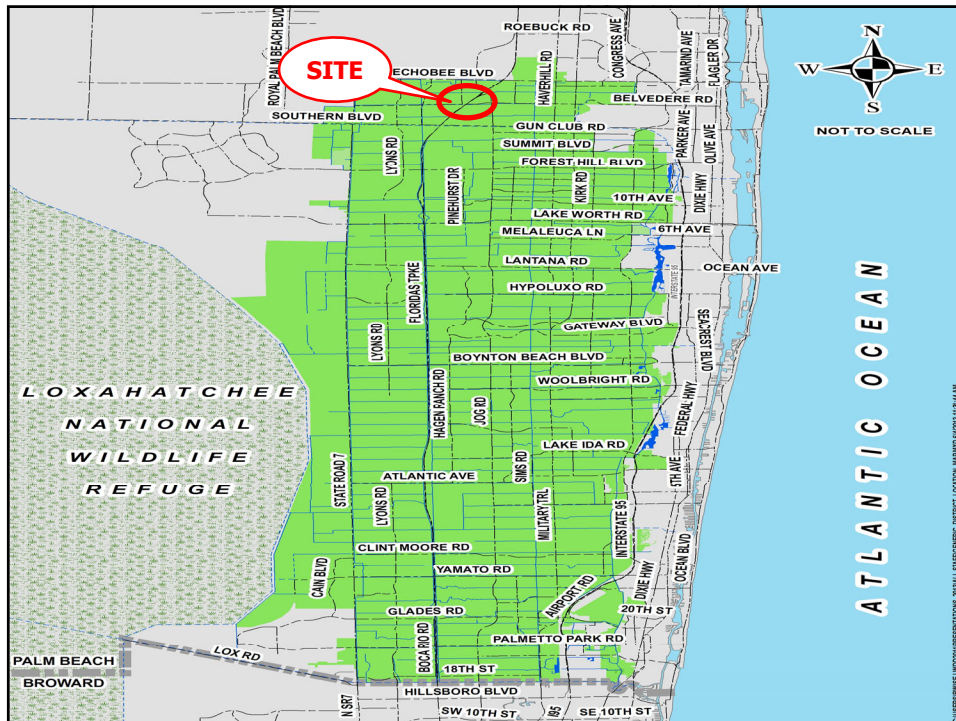 ROEBUCK RD
ROYAL PALM BEACH BLVD
CONGRESS AVE
TAMARIND AVE
FLAGLER DR
HAVERHILL RD
N
W
E
S
NOT TO SCALE
SITE
ECHOBEE BLVD
BELVEDERE RD
SOUTHERN BLVD
GUN CLUB RD
PARKER AVE
OLIVE AVE
SUMMIT BLVD
LYONS RD
FOREST HILL BLVD
PINEHURST DR
KIRK RD
10TH AVE
DIXIE HWY
LAKE WORTH RD
MELALEUCA LN
6TH AVE
LANTANA RD
OCEAN AVE
FLORIDAS TPKE
INTERSTATE 95
HYPOLUXO RD
GATEWAY BLVD
SEACREST BLVD
LYONS RD
BOYNTON BEACH BLVD
WOOLBRIGHT RD
HAGEN RANCH RD
JOG RD
FEDERAL HWY
LOXAHATCHEE
NATIONAL
WILDLIFE
REFUGE
ATLANTIC OCEAN
LAKE IDA RD
STATE ROAD 7
ATLANTIC AVE
SIMS RD
5TH AVE
LYONS RD
MILITARY TRL
INTERSTATE 95
CLINT MOORE RD
OCEAN BLVD
CAIN BLVD
YAMATO RD
AIRPORT RD
DIXIE HWY
GLADES RD
20TH ST
BOCA RIO RD
PALMETTO PARK RD
LOX RD
PALM BEACH
BROWARD
18TH ST
HILLSBORO BLVD
N SR7
SW 10TH ST
I95
SE 10TH ST